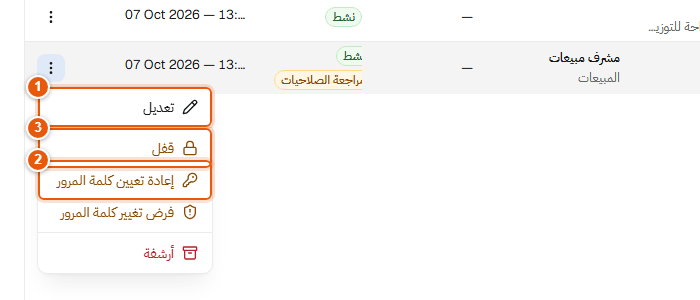 حة للتوزيع...
—
نشط
07 Oct 2026 — 13:...
مشرف مبيعات
المبيعات
—
نشط
مراجعة الصلاحيات
07 Oct 2026 — 13:...
1
تعديل
3
قفل
2
إعادة تعيين كلمة المرور
فرض تغيير كلمة المرور
أرشفة